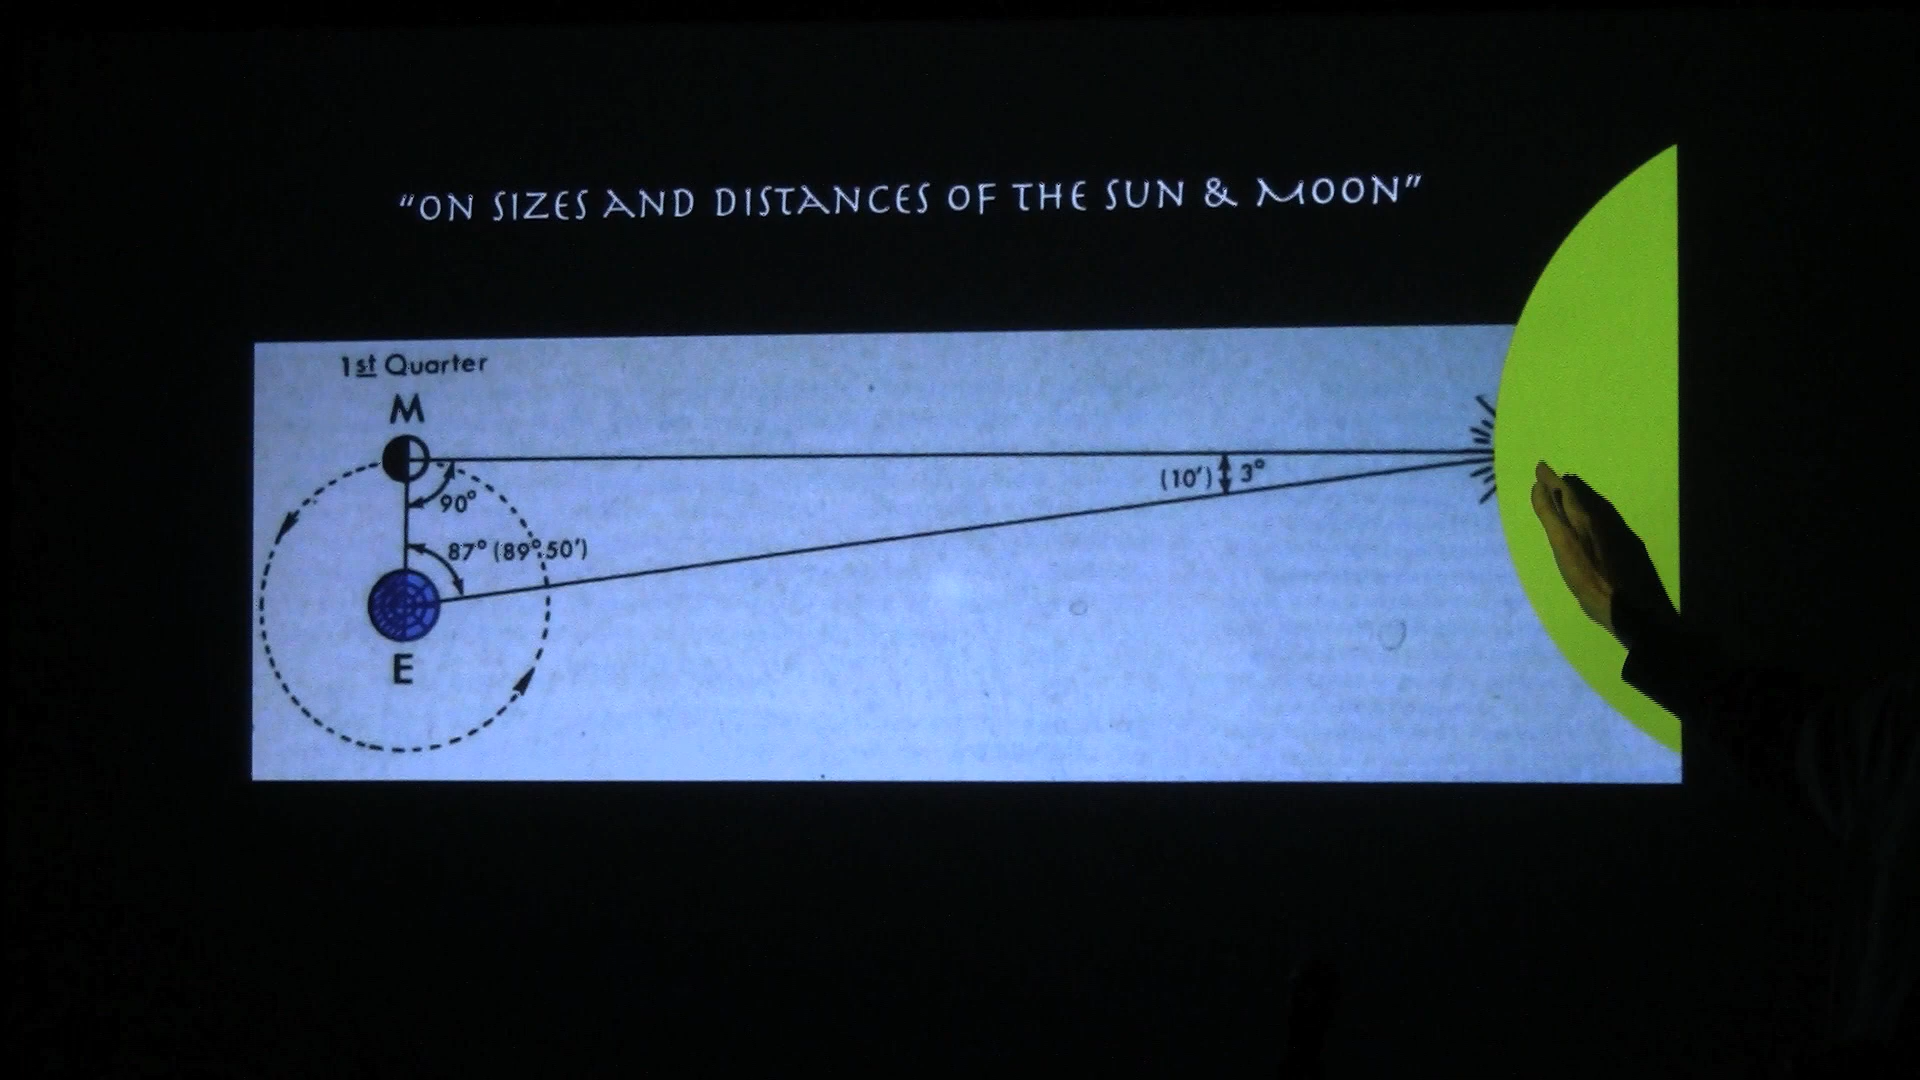 “ON SIZES AND DISTANCES OF THE SUN & MOON”
1st Quarter
M
(10') 3°
90°
87° (89° 50')
E